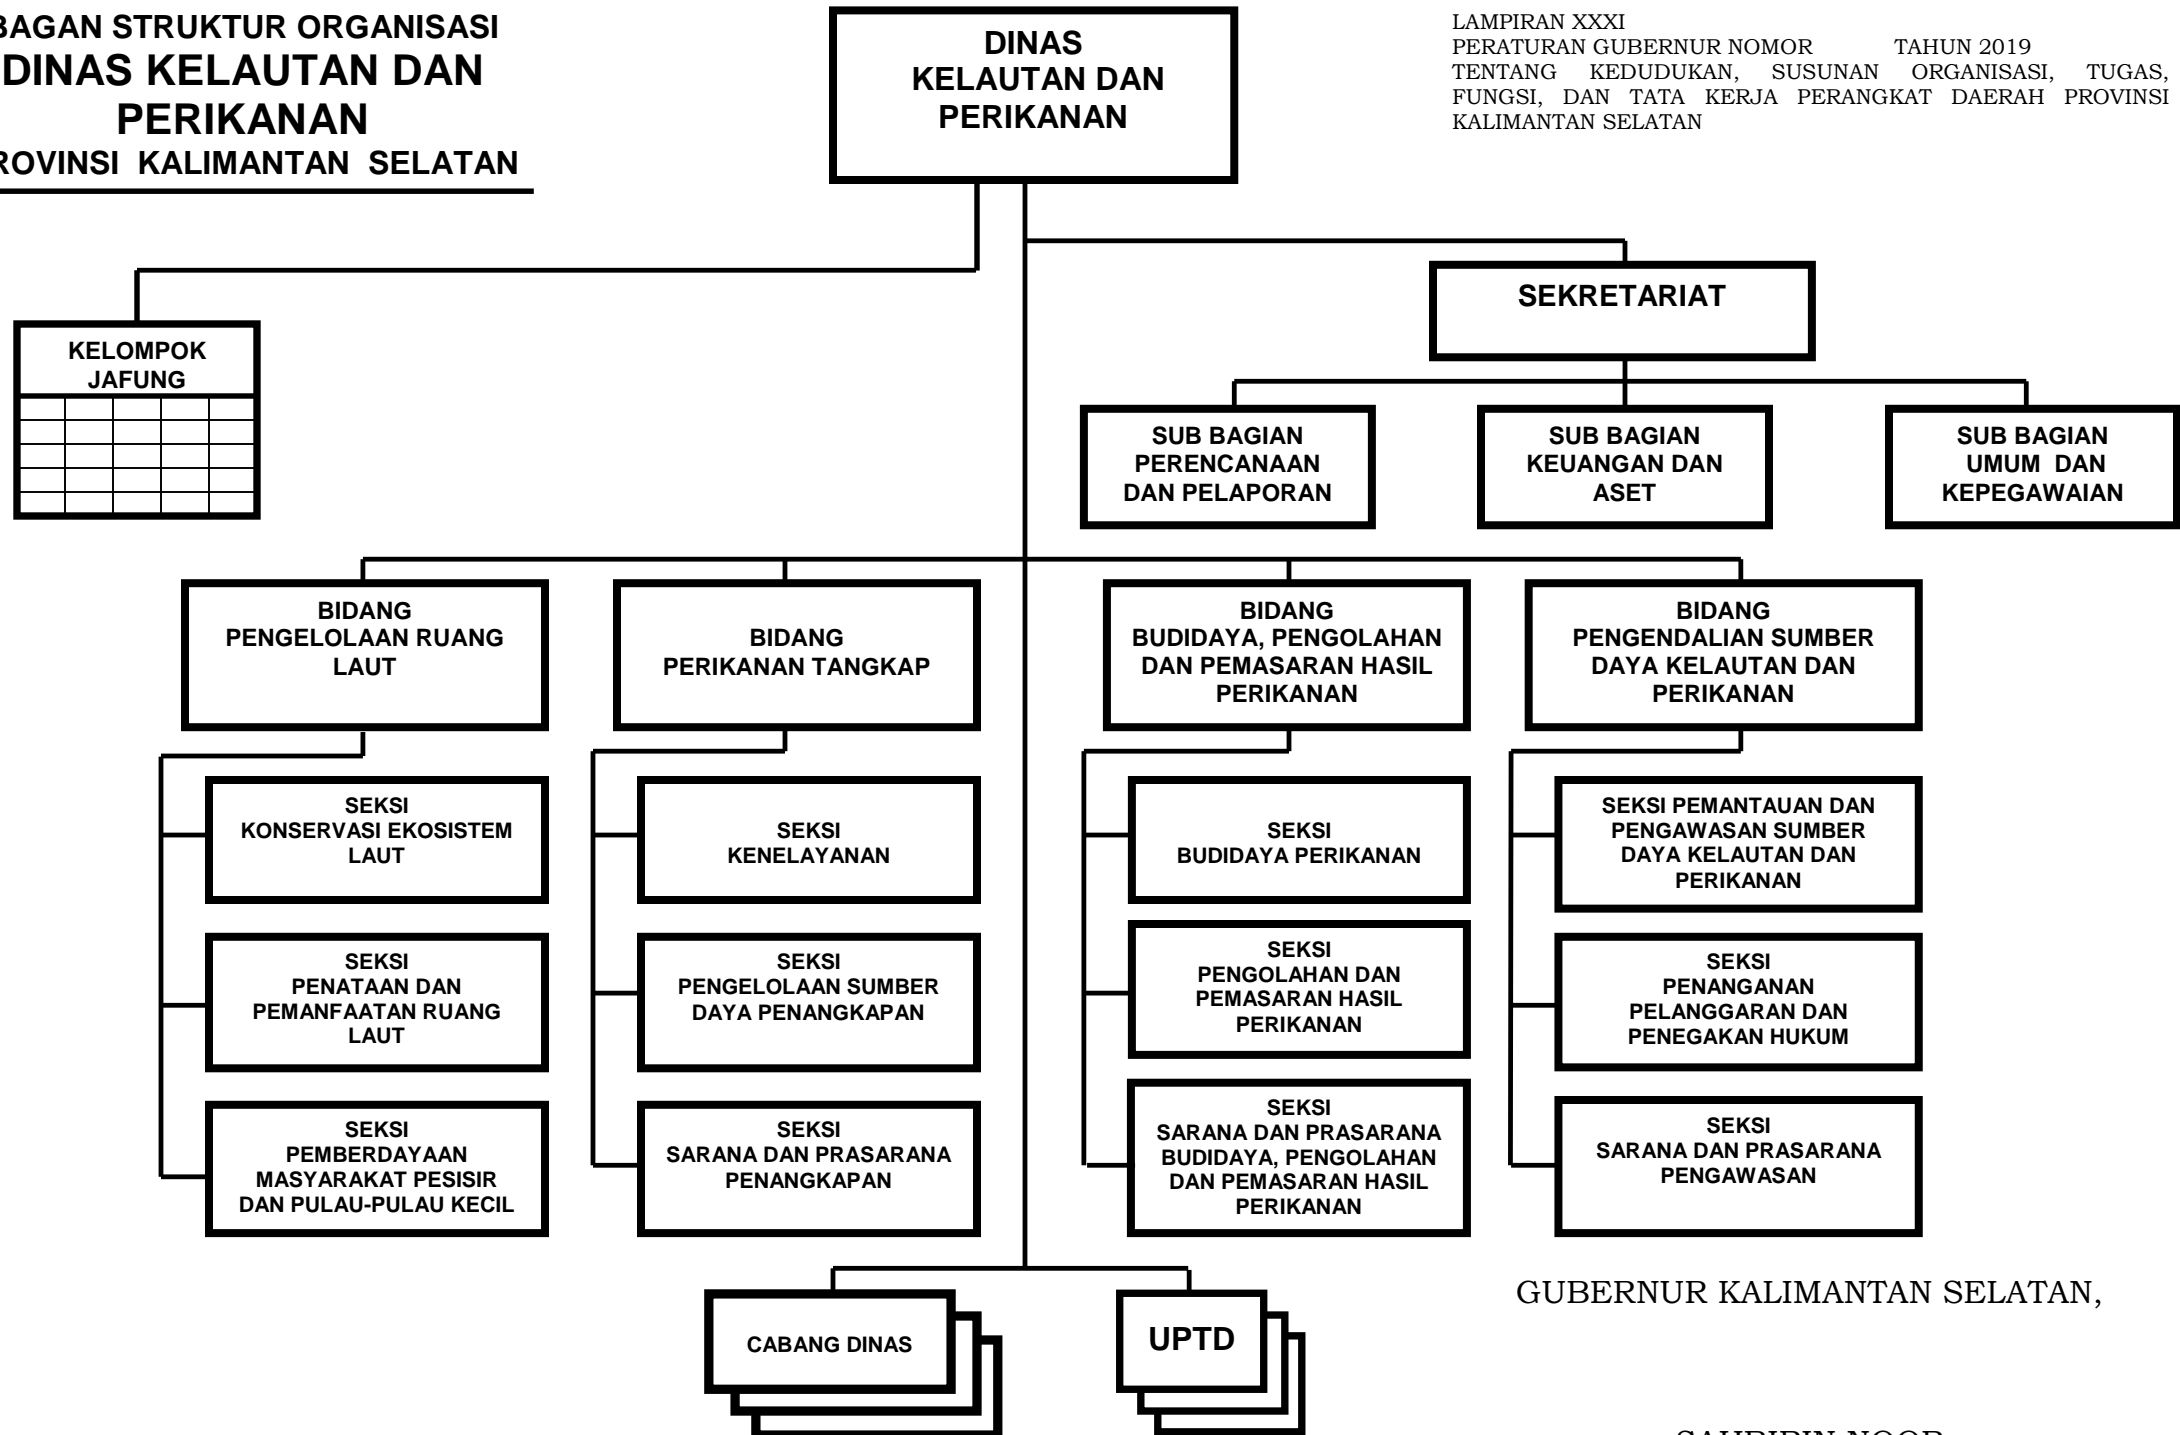 BAGAN STRUKTUR ORGANISASI
DINAS KELAUTAN DAN
PERIKANAN
PROVINSI KALIMANTAN SELATAN
DINAS
KELAUTAN DAN
PERIKANAN
LAMPIRAN XXXI
PERATURAN GUBERNUR NOMOR TAHUN 2019
TENTANG KEDUDUKAN, SUSUNAN ORGANISASI, TUGAS,
FUNGSI, DAN TATA KERJA PERANGKAT DAERAH PROVINSI
KALIMANTAN SELATAN
SEKRETARIAT
KELOMPOK
JAFUNG
SUB BAGIAN
PERENCANAAN
DAN PELAPORAN
SUB BAGIAN
KEUANGAN DAN
ASET
SUB BAGIAN
UMUM DAN
KEPEGAWAIAN
BIDANG
PENGELOLAAN RUANG
LAUT
BIDANG
PERIKANAN TANGKAP
BIDANG
BUDIDAYA, PENGOLAHAN
DAN PEMASARAN HASIL
PERIKANAN
BIDANG
PENGENDALIAN SUMBER
DAYA KELAUTAN DAN
PERIKANAN
SEKSI
KONSERVASI EKOSISTEM
LAUT
SEKSI
KENELAYANAN
SEKSI
BUDIDAYA PERIKANAN
SEKSI PEMANTAUAN DAN
PENGAWASAN SUMBER
DAYA KELAUTAN DAN
PERIKANAN
SEKSI
PENATAAN DAN
PEMANFAATAN RUANG
LAUT
SEKSI
PENGELOLAAN SUMBER
DAYA PENANGKAPAN
SEKSI
PENGOLAHAN DAN
PEMASARAN HASIL
PERIKANAN
SEKSI
PENANGANAN
PELANGGARAN DAN
PENEGAKAN HUKUM
SEKSI
PEMBERDAYAAN
MASYARAKAT PESISIR
DAN PULAU-PULAU KECIL
SEKSI
SARANA DAN PRASARANA
PENANGKAPAN
SEKSI
SARANA DAN PRASARANA
BUDIDAYA, PENGOLAHAN
DAN PEMASARAN HASIL
PERIKANAN
SEKSI
SARANA DAN PRASARANA
PENGAWASAN
CABANG DINAS
UPTD
GUBERNUR KALIMANTAN SELATAN,